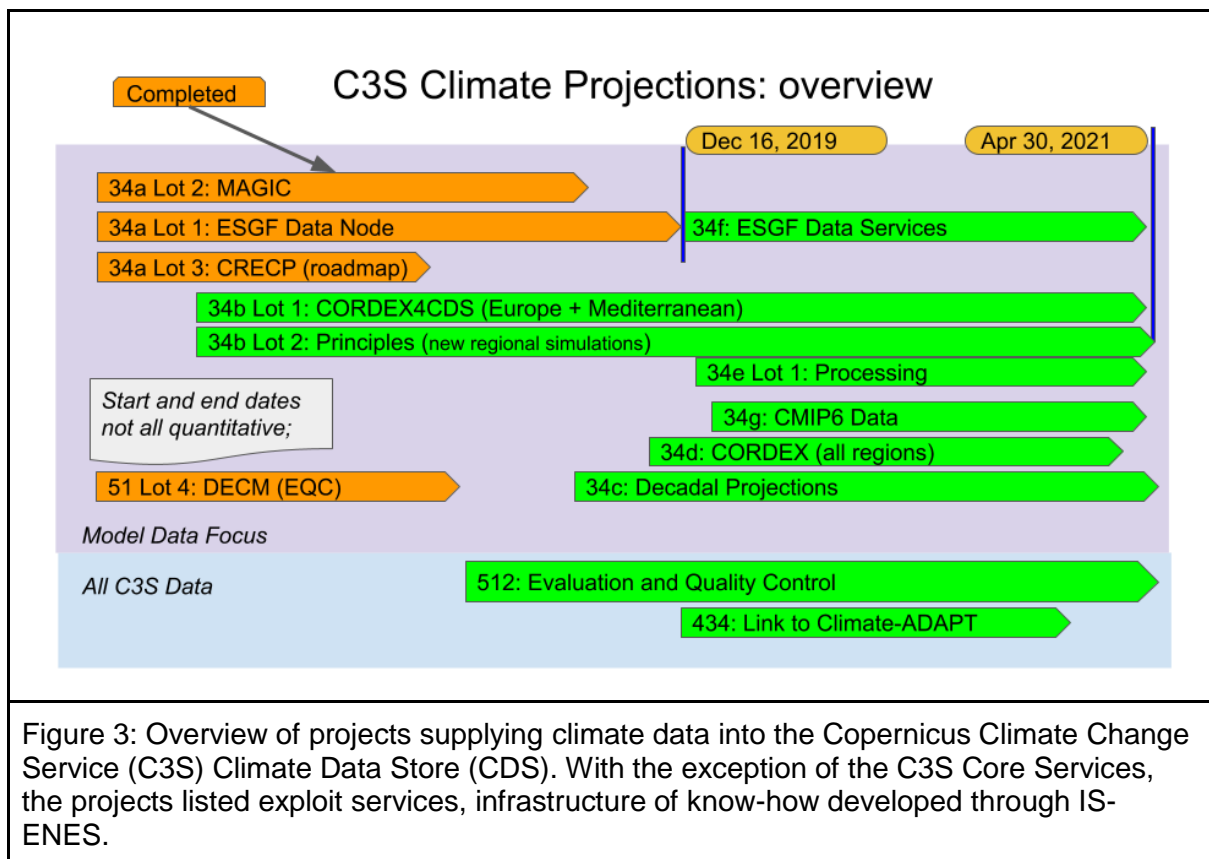 C3S Climate Projections: overview
Completed
Dec 16, 2019
Apr 30, 2021
34a Lot 2: MAGIC
34a Lot 1: ESGF Data Node
34f: ESGF Data Services
34a Lot 3: CRECP (roadmap)
34b Lot 1: CORDEX4CDS (Europe + Mediterranean)
34b Lot 2: Principles (new regional simulations)
34e Lot 1: Processing
Start and end dates
not all quantitative;
34g: CMIP6 Data
34d: CORDEX (all regions)
51 Lot 4: DECM (EQC)
34c: Decadal Projections
Model Data Focus
All C3S Data
512: Evaluation and Quality Control
434: Link to Climate-ADAPT
Figure 3: Overview of projects supplying climate data into the Copernicus Climate Change
Service (C3S) Climate Data Store (CDS). With the exception of the C3S Core Services,
the projects listed exploit services, infrastructure of know-how developed through IS-
ENES.